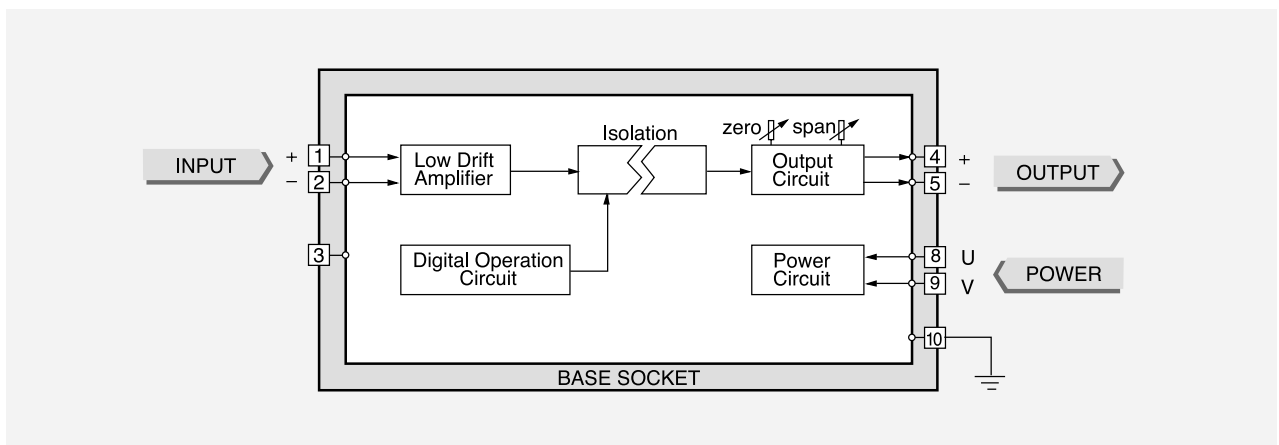 Isolation
zero span
INPUT
+ 1
− 2
Low Drift
Amplifier
Output
Circuit
4 +
5 −
OUTPUT
3
Digital Operation
Circuit
Power
Circuit
8 U
9 V
POWER
10
BASE SOCKET